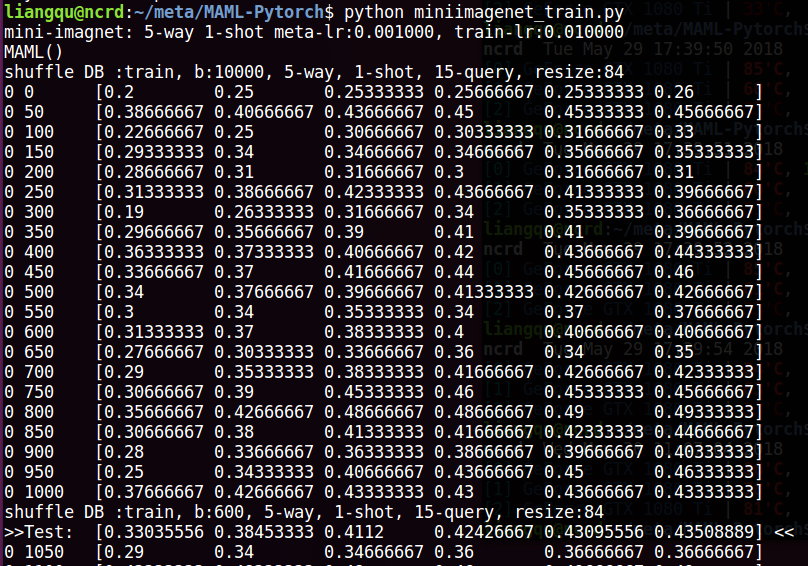 liangqu@ncrd:~/meta/MAML-Pytorch$ python miniimagenet_train.py
mini-imagnet: 5-way 1-shot meta-lr:0.001000, train-lr:0.010000
MAML()
shuffle DB :train, b:10000, 5-way, 1-shot, 15-query, resize:84
0 0 [0.2 0.25 0.25333333 0.25666667 0.25333333 0.26 ]
0 50 [0.38666667 0.40666667 0.43666667 0.45 0.45333333 0.45666667]
0 100 [0.22666667 0.25 0.30666667 0.30333333 0.31666667 0.33 ]
0 150 [0.29333333 0.34 0.34666667 0.34666667 0.35666667 0.35333333]
0 200 [0.28666667 0.31 0.31666667 0.3 0.31666667 0.31 ]
0 250 [0.31333333 0.38666667 0.42333333 0.43666667 0.41333333 0.39666667]
0 300 [0.19 0.26333333 0.31666667 0.34 0.35333333 0.36666667]
0 350 [0.29666667 0.35666667 0.39 0.41 0.41 0.39666667]
0 400 [0.36333333 0.37333333 0.40666667 0.42 0.43666667 0.44333333]
0 450 [0.33666667 0.37 0.41666667 0.44 0.45666667 0.46 ]
0 500 [0.34 0.37666667 0.39666667 0.41333333 0.42666667 0.42666667]
0 550 [0.3 0.34 0.35333333 0.34 0.37 0.37666667]
0 600 [0.31333333 0.37 0.38333333 0.4 0.40666667 0.40666667]
0 650 [0.27666667 0.30333333 0.33666667 0.36 0.34 0.35 ]
0 700 [0.29 0.35333333 0.38333333 0.41666667 0.42666667 0.42333333]
0 750 [0.30666667 0.39 0.45333333 0.46 0.45333333 0.45666667]
0 800 [0.35666667 0.42666667 0.48666667 0.48666667 0.49 0.49333333]
0 850 [0.30666667 0.38 0.41333333 0.41666667 0.42333333 0.44666667]
0 900 [0.28 0.33666667 0.36333333 0.38666667 0.39666667 0.40333333]
0 950 [0.25 0.34333333 0.40666667 0.43666667 0.45 0.46333333]
0 1000 [0.37666667 0.42666667 0.43333333 0.43 0.43666667 0.43333333]
shuffle DB :train, b:600, 5-way, 1-shot, 15-query, resize:84
>>Test: [0.33035556 0.38453333 0.4112 0.42426667 0.43095556 0.43508889] <<
0 1050 [0.29 0.34 0.34666667 0.36 0.36666667 0.36666667]